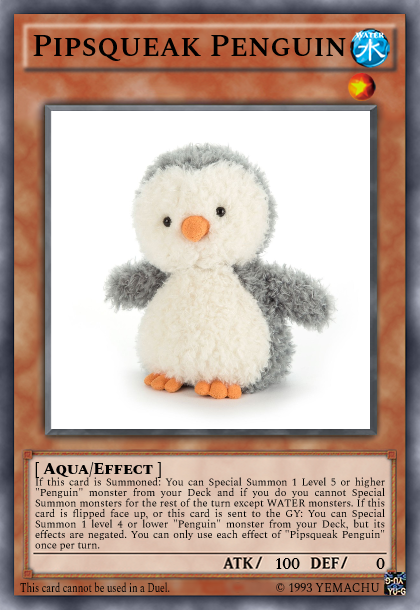 PIPSQUEAK PENGUIN
WATER
水
[ AQUA/EFFECT ]
If this card is Summoned: You can Special Summon 1 Level 5 or higher
"Penguin" monster from your Deck and if you do you cannot Special
Summon monsters for the rest of the turn except WATER monsters. If this
card is flipped face up, or this card is sent to the GY: You can Special
Summon 1 level 4 or lower "Penguin" monster from your Deck, but its
effects are negated. You can only use each effect of "Pipsqueak Penguin"
once per turn.
ATK/ 100 DEF/ 0
This card cannot be used in a Duel.
© 1993 YEMACHU